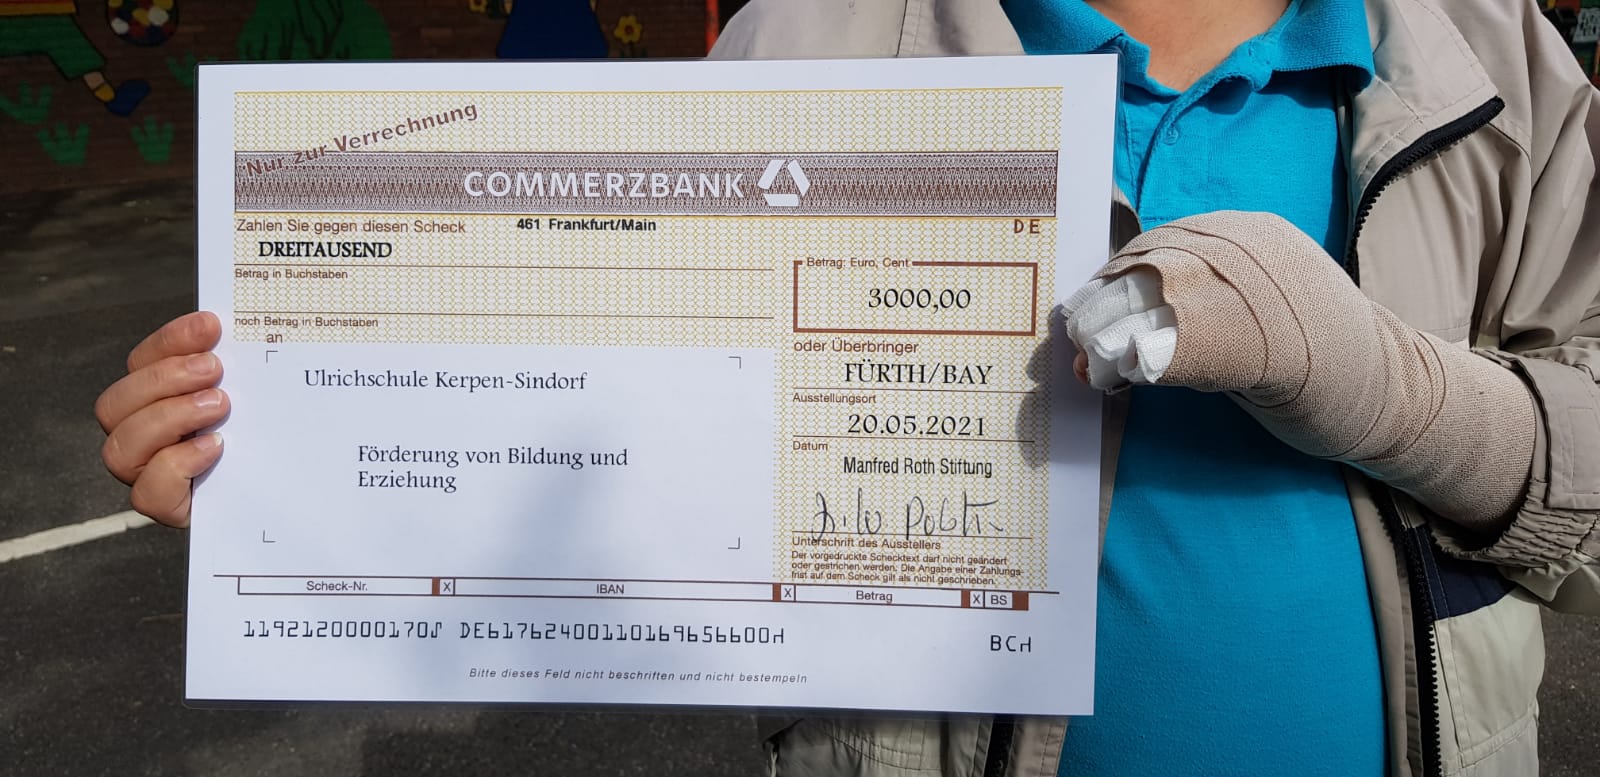 Nur zur Verrechnung
COMMERZBANK
Zahlen Sie gegen diesen Scheck
461 Frankfurt/Main
DE
DREITAUSEND
Betrag in Buchstaben
Betrag: Euro, Cent
3000,00
noch Betrag in Buchstaben
an
oder Überbringer
Ulrichschule Kerpen-Sindorf
FÜRTH/BAY
Ausstellungsort
20.05.2021
Datum
Förderung von Bildung und
Erziehung
Manfred Roth Stiftung
Unterschrift des Ausstellers
Der vorgedruckte Schecktext darf nicht geändert
oder gestrichen werden. Die Angabe einer Zahlungs-
frist auf dem Scheck gilt als nicht geschrieben.
Scheck-Nr. X IBAN X Betrag X BS
1192120000170⑀ DE61762400110169656600⑁ BC⑁
Bitte dieses Feld nicht beschriften und nicht bestempeln